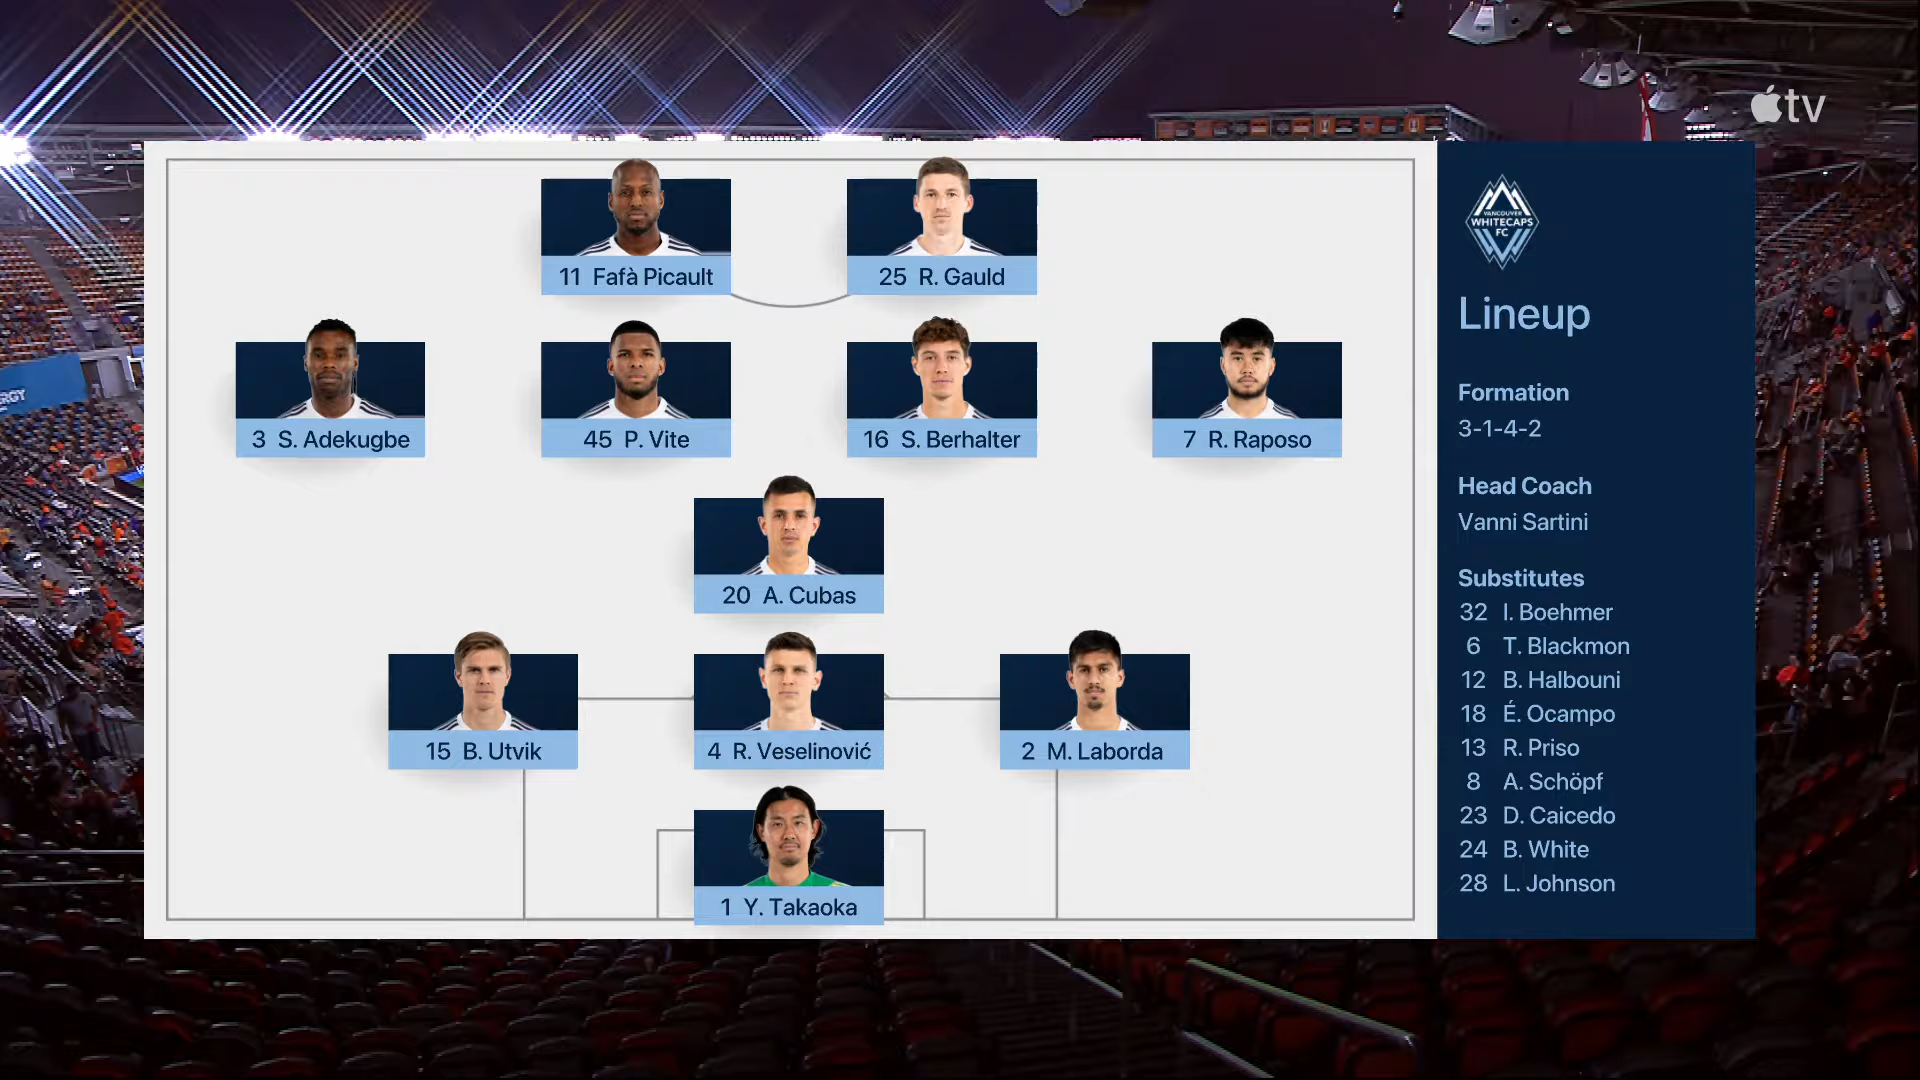 tv
11 Fafà Picault
25 R. Gauld
3 S. Adekugbe
45 P. Vite
16 S. Berhalter
7 R. Raposo
20 A. Cubas
15 B. Utvik
4 R. Veselinović
2 M. Laborda
1 Y. Takaoka
VANCOUVER
WHITECAPS
FC
Lineup
Formation
3-1-4-2
Head Coach
Vanni Sartini
Substitutes
32 I. Boehmer
6 T. Blackmon
12 B. Halbouni
18 É. Ocampo
13 R. Priso
8 A. Schöpf
23 D. Caicedo
24 B. White
28 L. Johnson